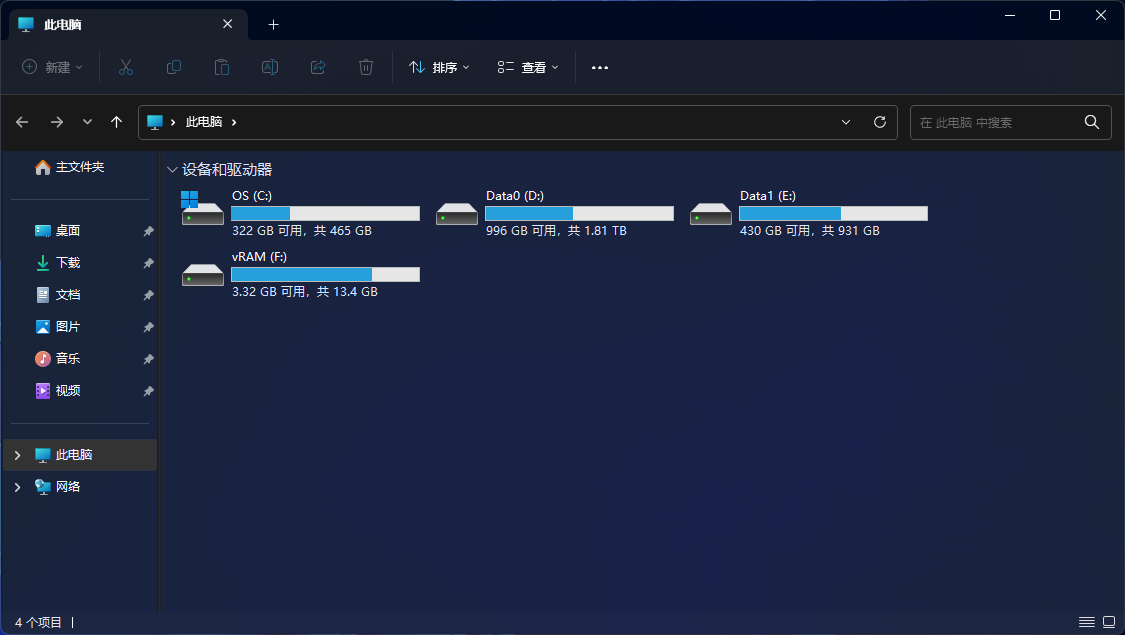 此电脑
新建
排序
查看
此电脑
在 此电脑 中搜索
主文件夹
桌面
下载
文档
图片
音乐
视频
此电脑
网络
设备和驱动器
OS (C:)
322 GB 可用，共 465 GB
Data0 (D:)
996 GB 可用，共 1.81 TB
Data1 (E:)
430 GB 可用，共 931 GB
vRAM (F:)
3.32 GB 可用，共 13.4 GB
4 个项目